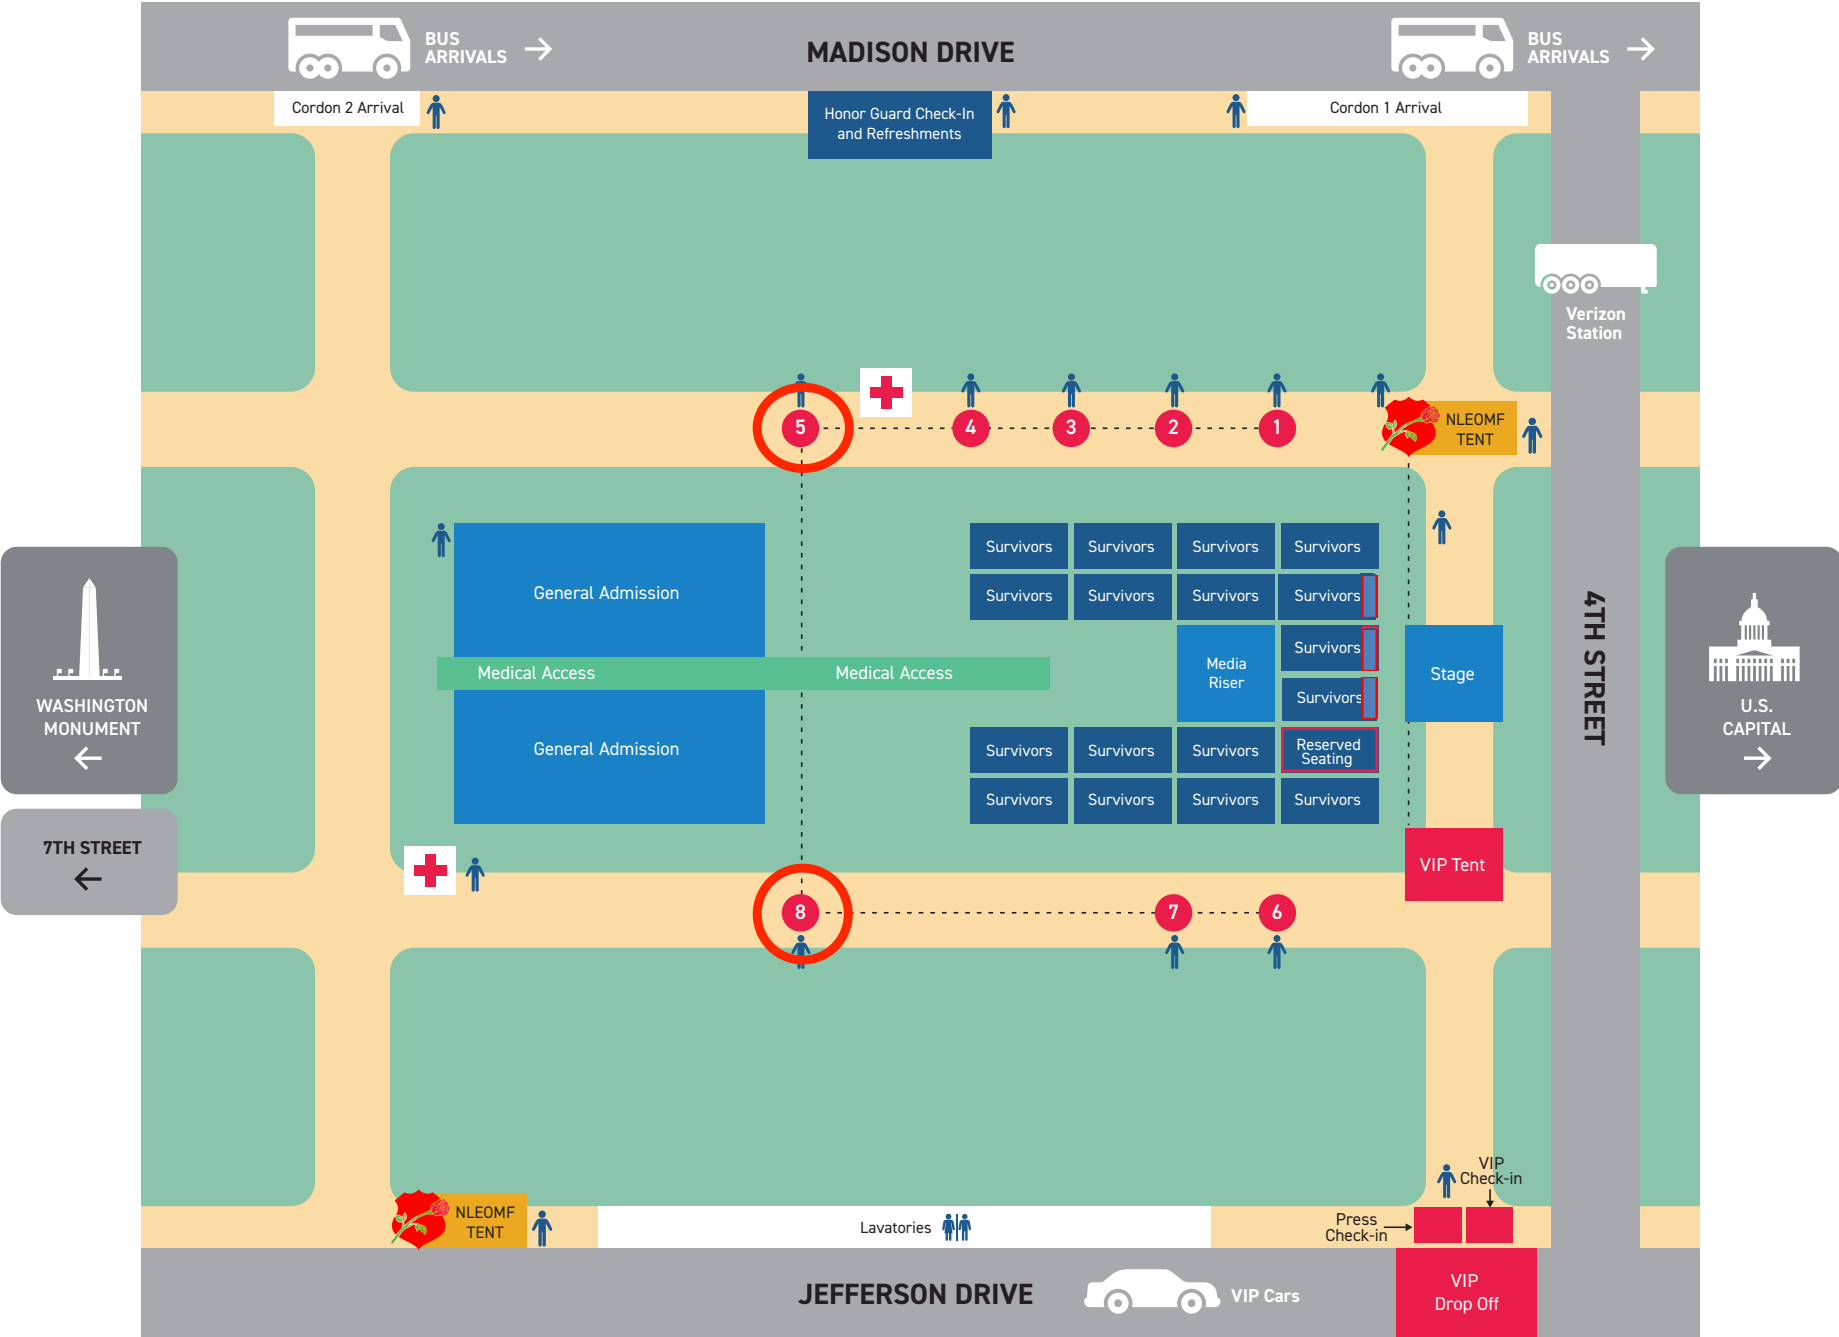 BUS
ARRIVALS
MADISON DRIVE
BUS
ARRIVALS
Cordon 2 Arrival
Honor Guard Check-In
and Refreshments
Cordon 1 Arrival
Verizon
Station
5
4
3
2
1
NLEOMF
TENT
General Admission
Survivors
Survivors
Survivors
Survivors
Survivors
Survivors
Survivors
Survivors
Medical Access
Medical Access
Media
Riser
Survivors
Survivors
Stage
4TH STREET
WASHINGTON
MONUMENT
U.S.
CAPITAL
General Admission
Survivors
Survivors
Survivors
Reserved
Seating
Survivors
Survivors
Survivors
Survivors
7TH STREET
VIP Tent
8
7
6
VIP
Check-in
NLEOMF
TENT
Lavatories
Press
Check-in
JEFFERSON DRIVE
VIP Cars
VIP
Drop Off